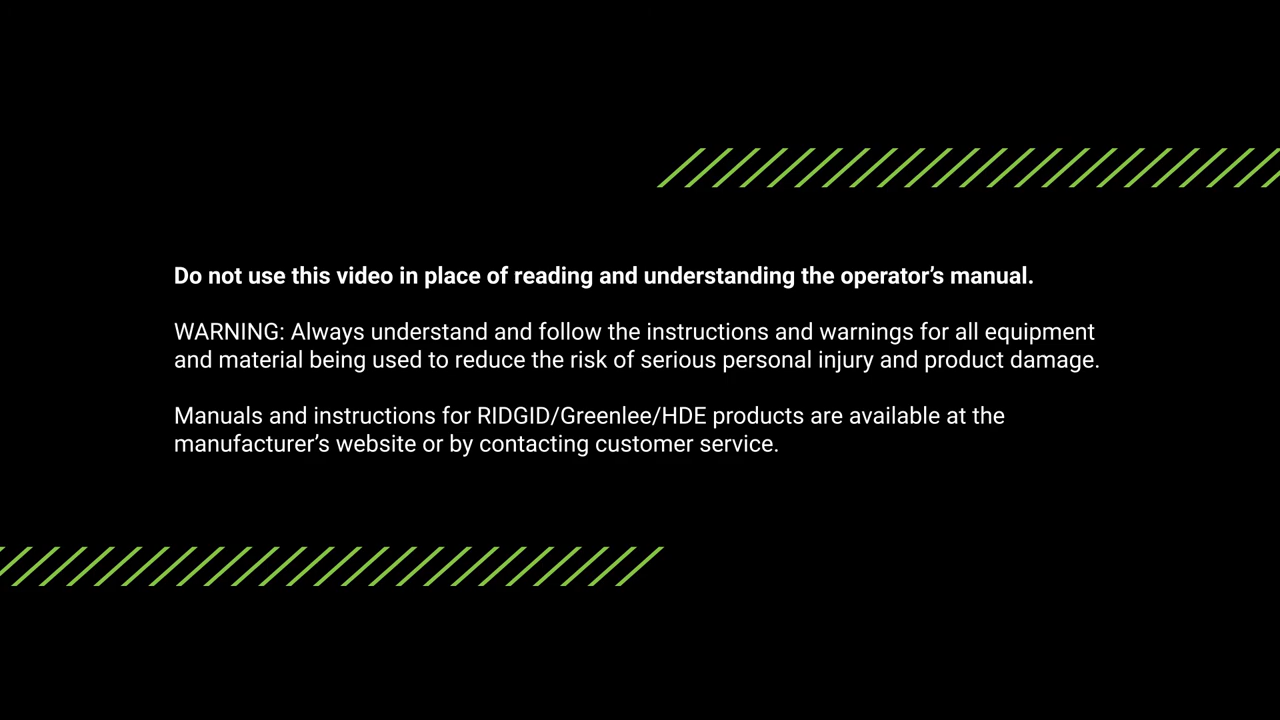 Do not use this video in place of reading and understanding the operator’s manual.
WARNING: Always understand and follow the instructions and warnings for all equipment
and material being used to reduce the risk of serious personal injury and product damage.
Manuals and instructions for RIDGID/Greenlee/HDE products are available at the
manufacturer’s website or by contacting customer service.